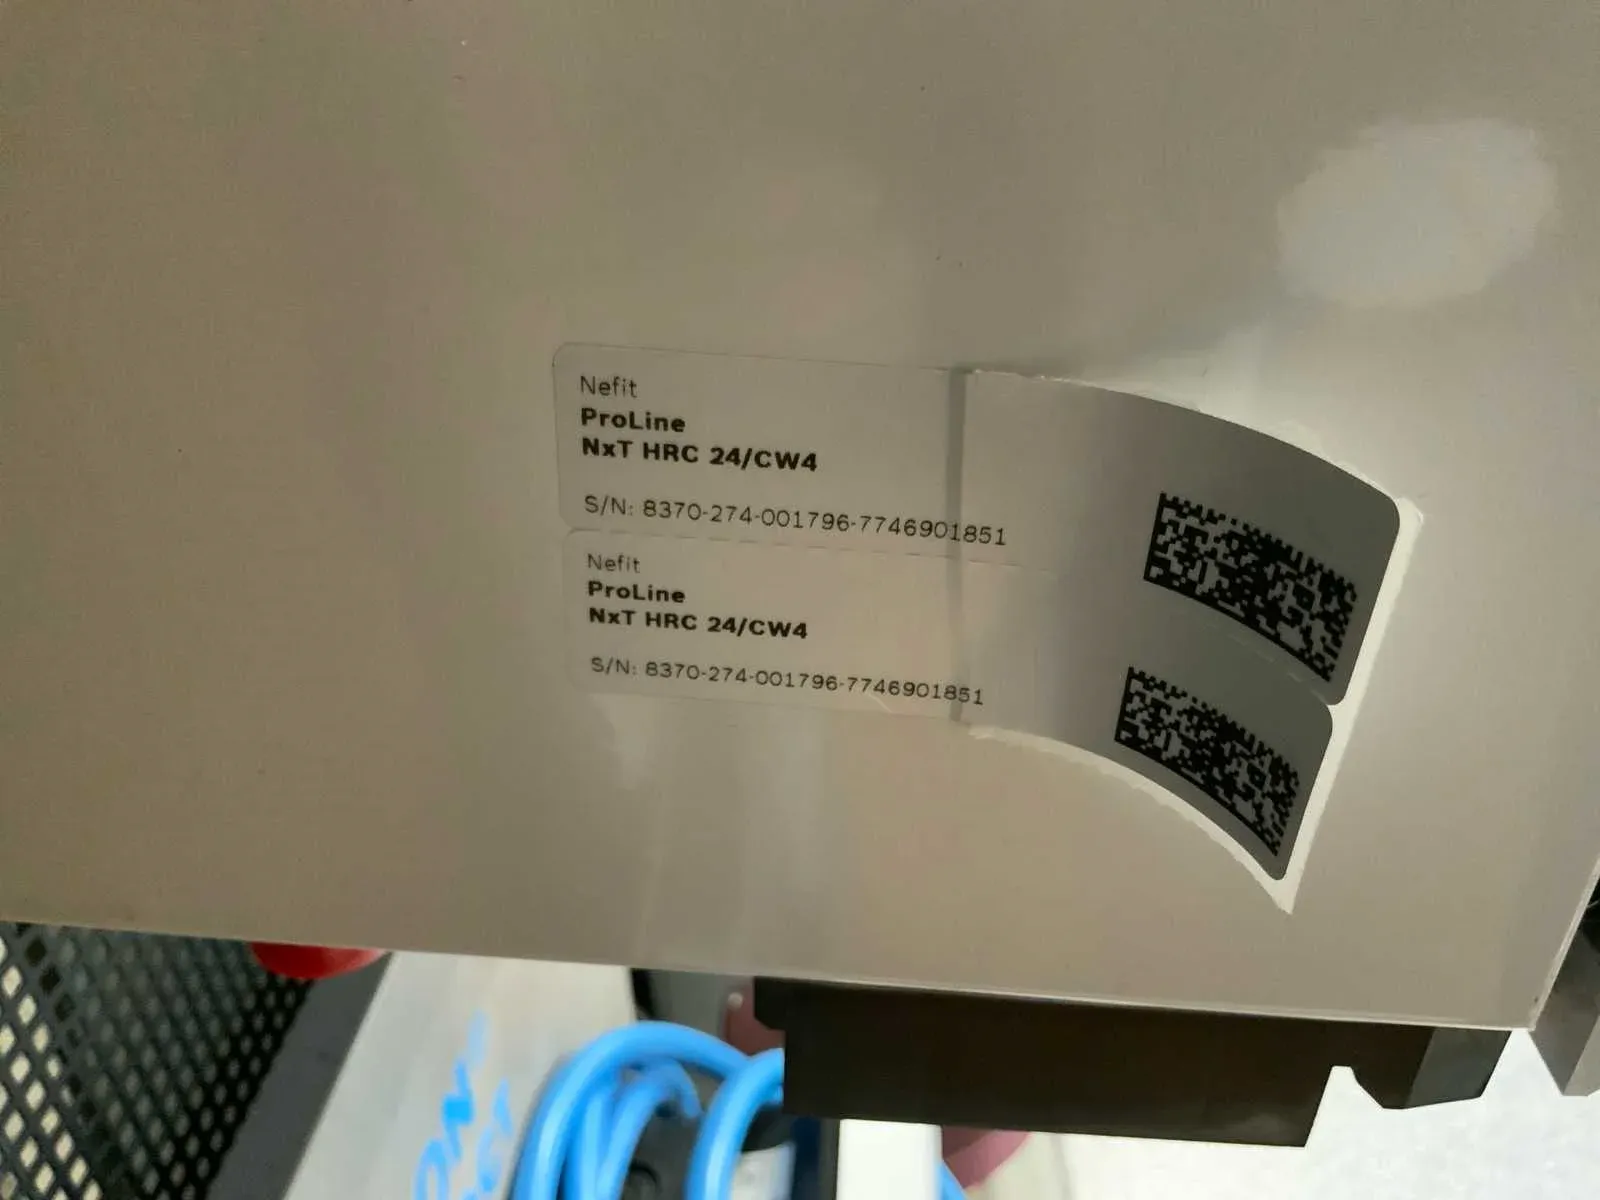 Nefit
ProLine
NxT HRC 24/CW4
S/N: 8370-274-001796-7746901851
Nefit
ProLine
NxT HRC 24/CW4
S/N: 8370-274-001796-7746901851